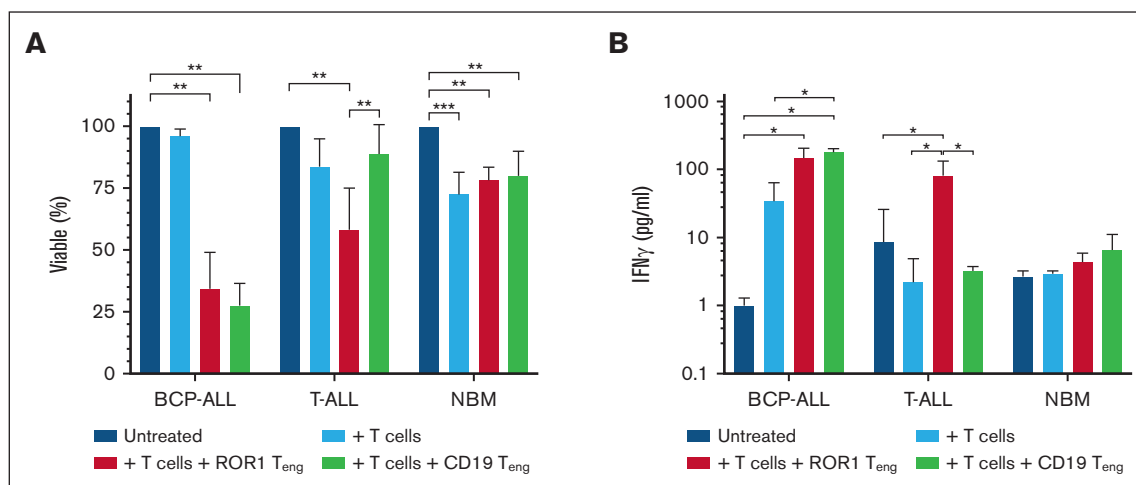 A
B
** **
** **
** **
** ***
* * *
* * *
100
75
50
25
0
Viable (%)
BCP-ALL T-ALL NBM
1000
100
10
1
0.1
IFNγ (pg/ml)
BCP-ALL T-ALL NBM
Untreated + T cells
+ T cells + ROR1 Teng + T cells + CD19 Teng
Untreated + T cells
+ T cells + ROR1 Teng + T cells + CD19 Teng